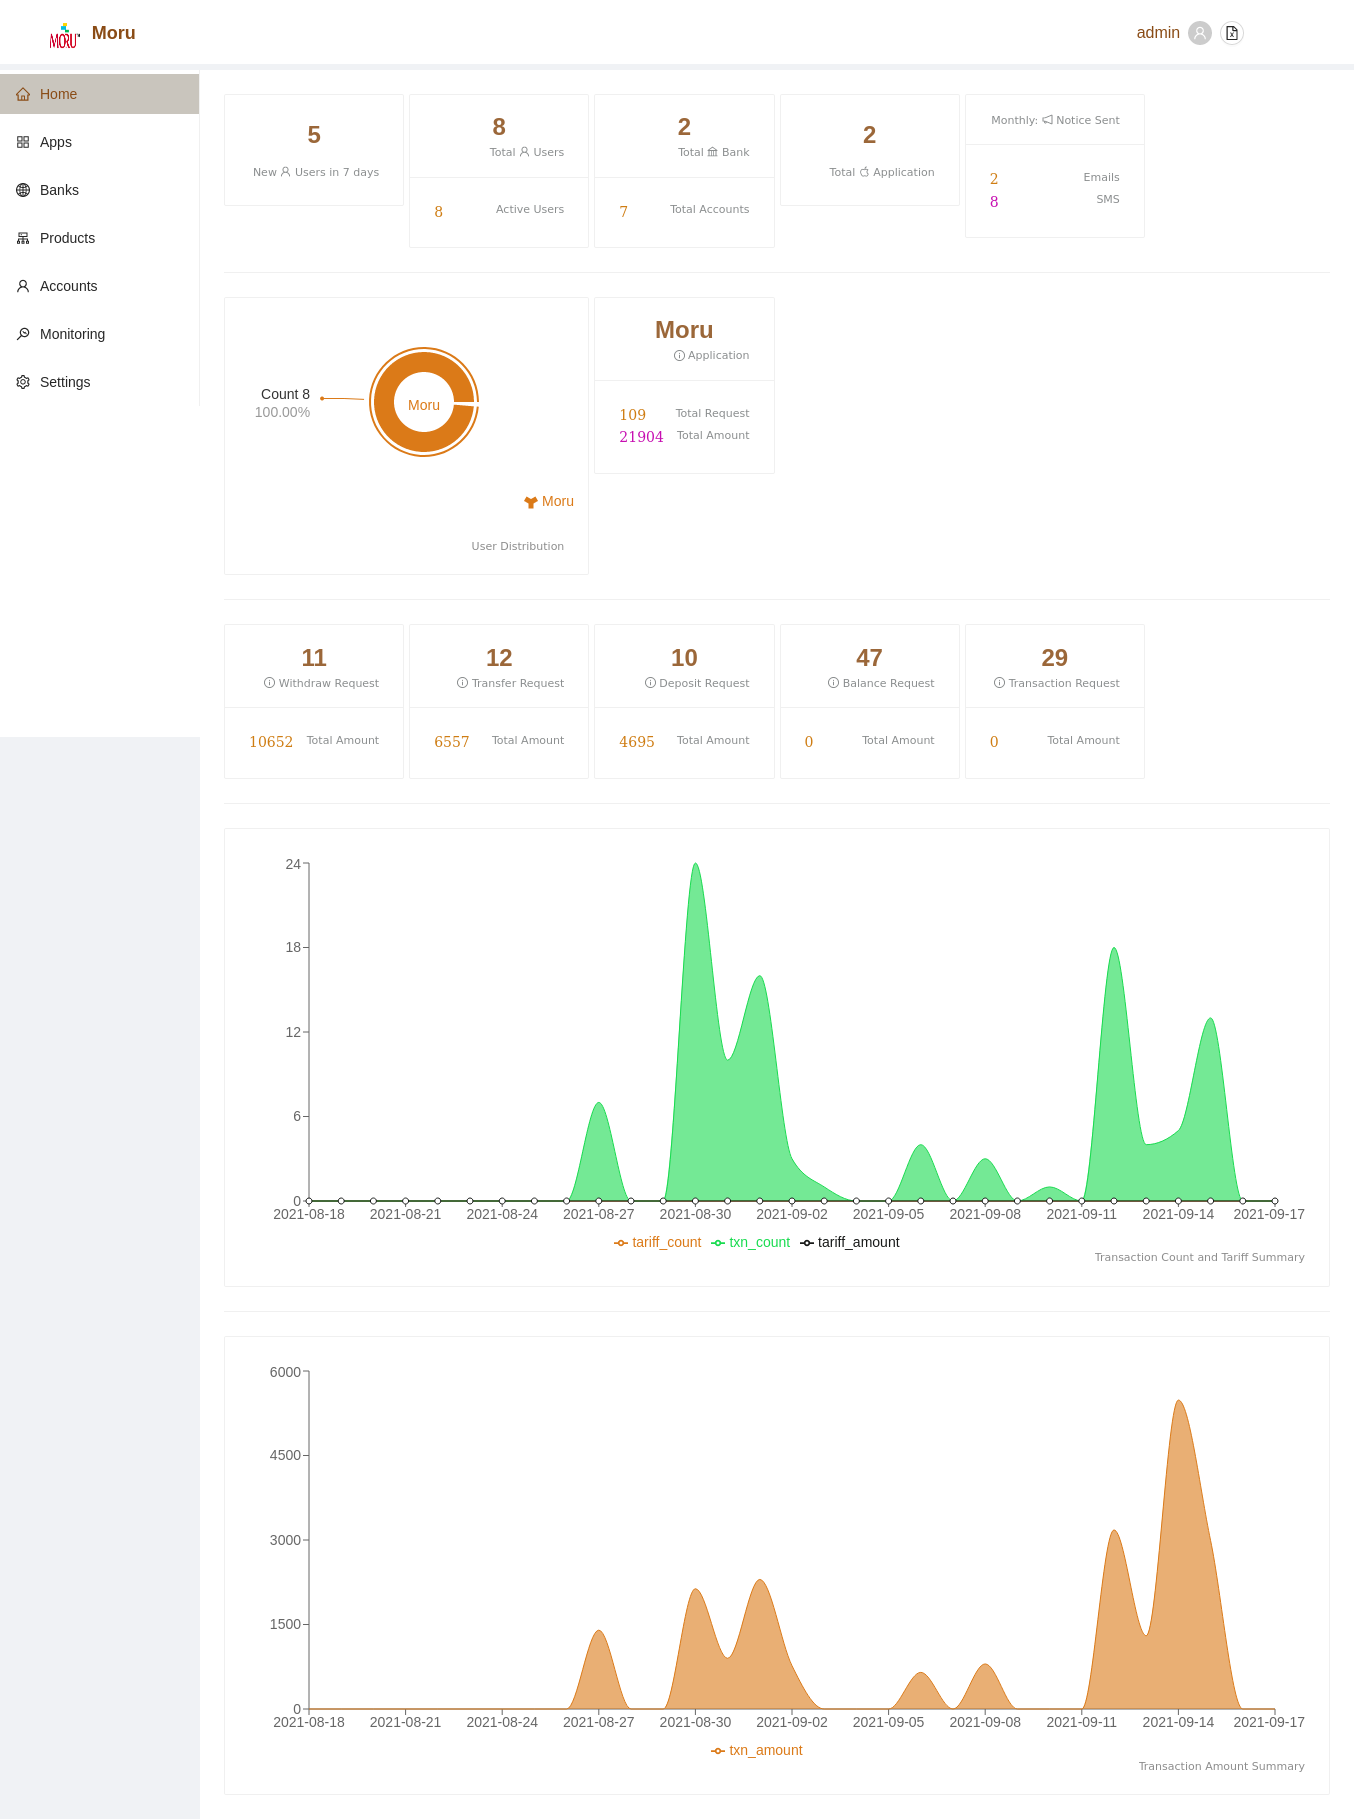 MORU™ Moru
admin
Home
Apps
Banks
Products
Accounts
Monitoring
Settings
5
New Users in 7 days
8
Total Users
8 Active Users
2
Total Bank
7 Total Accounts
2
Total Application
Monthly: Notice Sent
2 Emails
8 SMS
Count 8
100.00%
Moru
Moru
User Distribution
Moru
Application
109 Total Request
21904 Total Amount
11
Withdraw Request
10652 Total Amount
12
Transfer Request
6557 Total Amount
10
Deposit Request
4695 Total Amount
47
Balance Request
0 Total Amount
29
Transaction Request
0 Total Amount
24
18
12
6
0
2021-08-18 2021-08-21 2021-08-24 2021-08-27 2021-08-30 2021-09-02 2021-09-05 2021-09-08 2021-09-11 2021-09-14 2021-09-17
tariff_count txn_count tariff_amount
Transaction Count and Tariff Summary
6000
4500
3000
1500
0
2021-08-18 2021-08-21 2021-08-24 2021-08-27 2021-08-30 2021-09-02 2021-09-05 2021-09-08 2021-09-11 2021-09-14 2021-09-17
txn_amount
Transaction Amount Summary